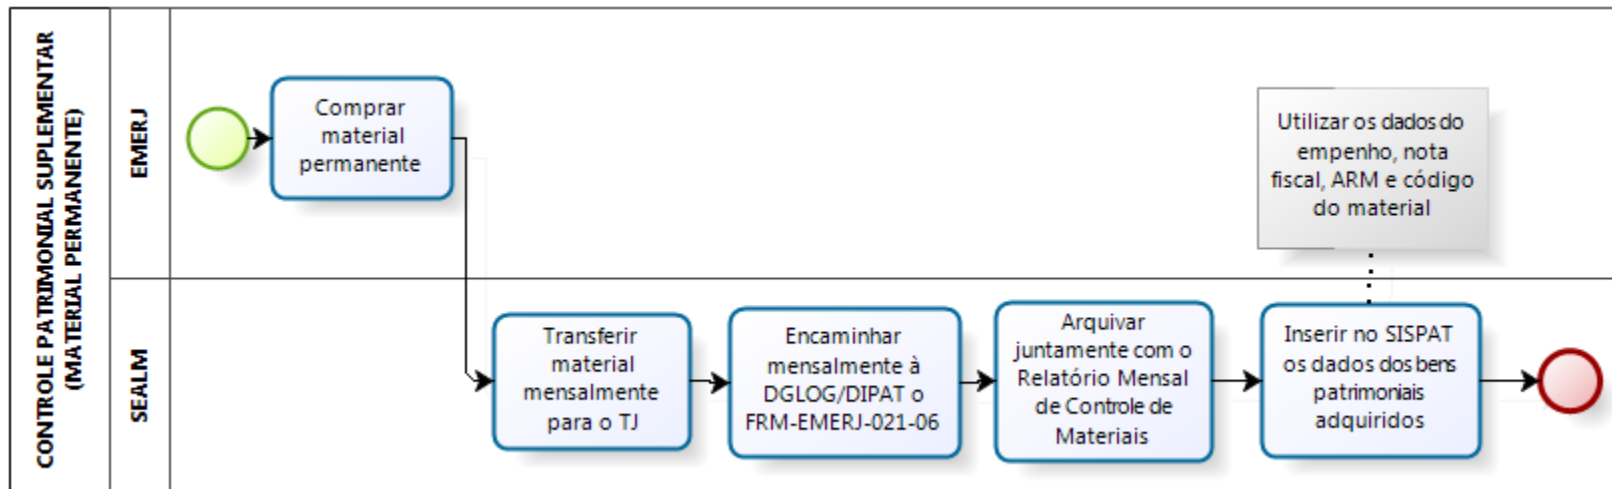 CONTROLE PATRIMONIAL SUPLEMENTAR
(MATERIAL PERMANENTE)
EMERJ
Comprar
material
permanente
Utilizar os dados do
empenho, nota
fiscal, ARM e código
do material
SEALM
Transferir
material
mensalmente
para o TJ
Encaminhar
mensalmente à
DGLOG/DIPAT o
FRM-EMERJ-021-06
Arquivar
juntamente com o
Relatório Mensal
de Controle de
Materiais
Inserir no SISPAT
os dados dos bens
patrimoniais
adquiridos